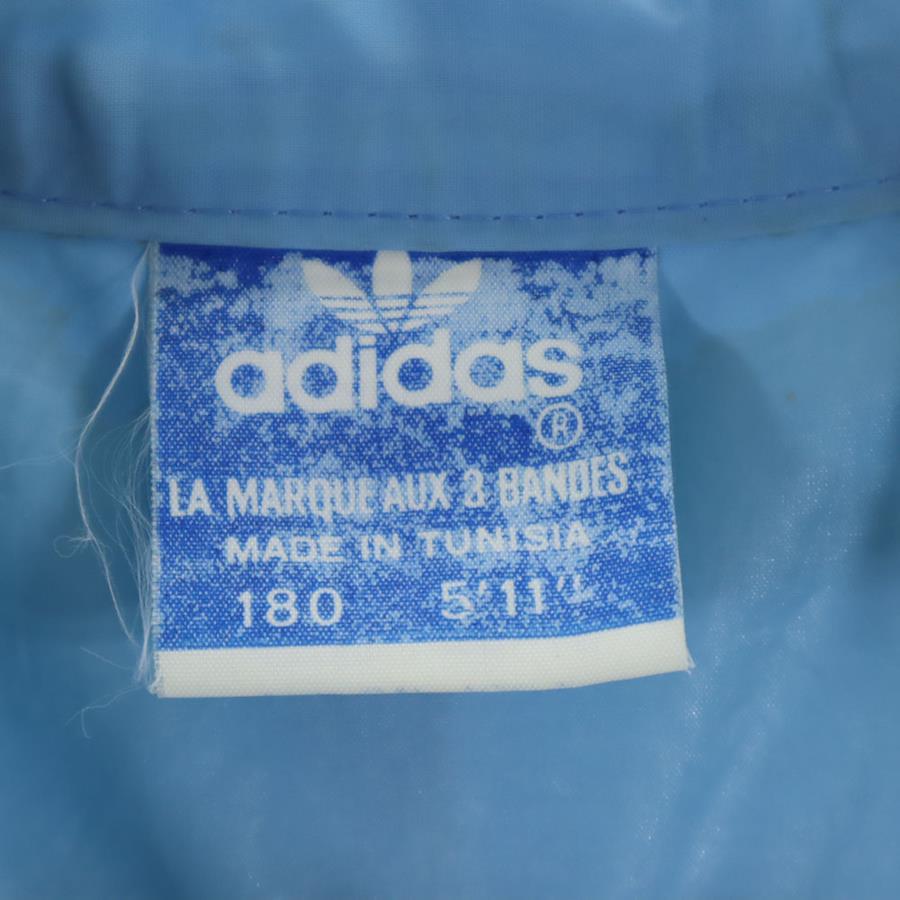 adidas
®
LA MARQUE AUX 3 BANDES
MADE IN TUNISIA
180 5'11"